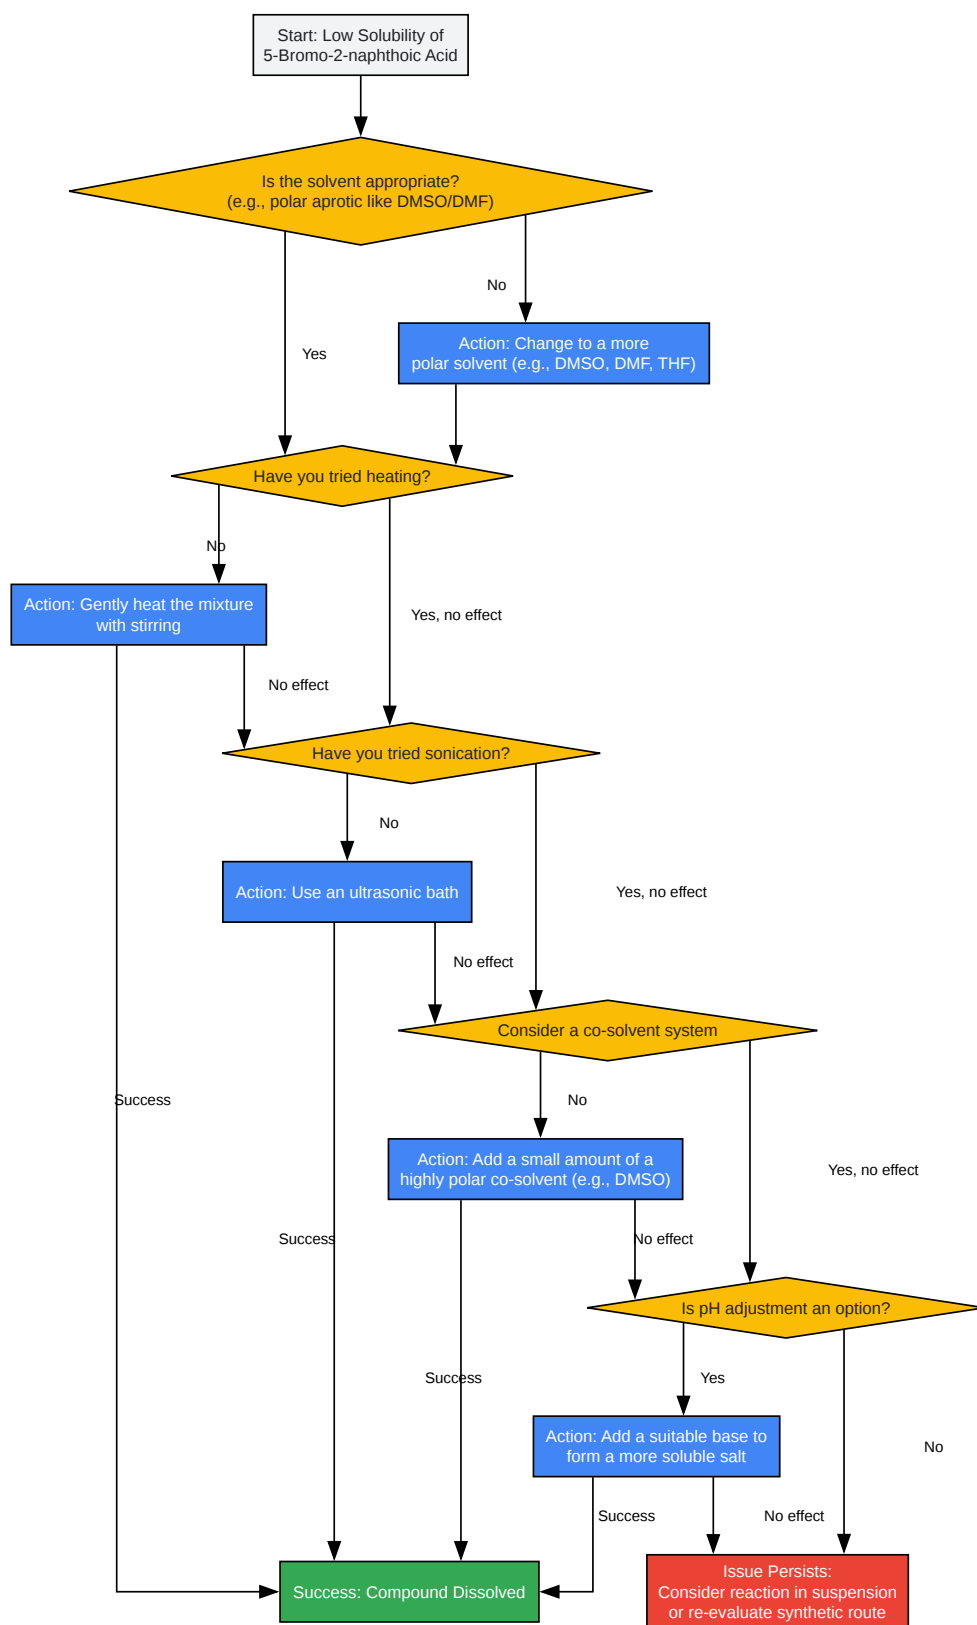 Start: Low Solubility of
5-Bromo-2-naphthoic Acid
Is the solvent appropriate?
(e.g., polar aprotic like DMSO/DMF)
No
Action: Change to a more
polar solvent (e.g., DMSO, DMF, THF)
Yes
Have you tried heating?
No
Action: Gently heat the mixture
with stirring
Yes, no effect
No effect
Have you tried sonication?
No
Action: Use an ultrasonic bath
Yes, no effect
No effect
Consider a co-solvent system
Success
No
Action: Add a small amount of a
highly polar co-solvent (e.g., DMSO)
Yes, no effect
Success
No effect
Is pH adjustment an option?
Success
Yes
Action: Add a suitable base to
form a more soluble salt
No
Success
No effect
Success: Compound Dissolved
Issue Persists:
Consider reaction in suspension
or re-evaluate synthetic route